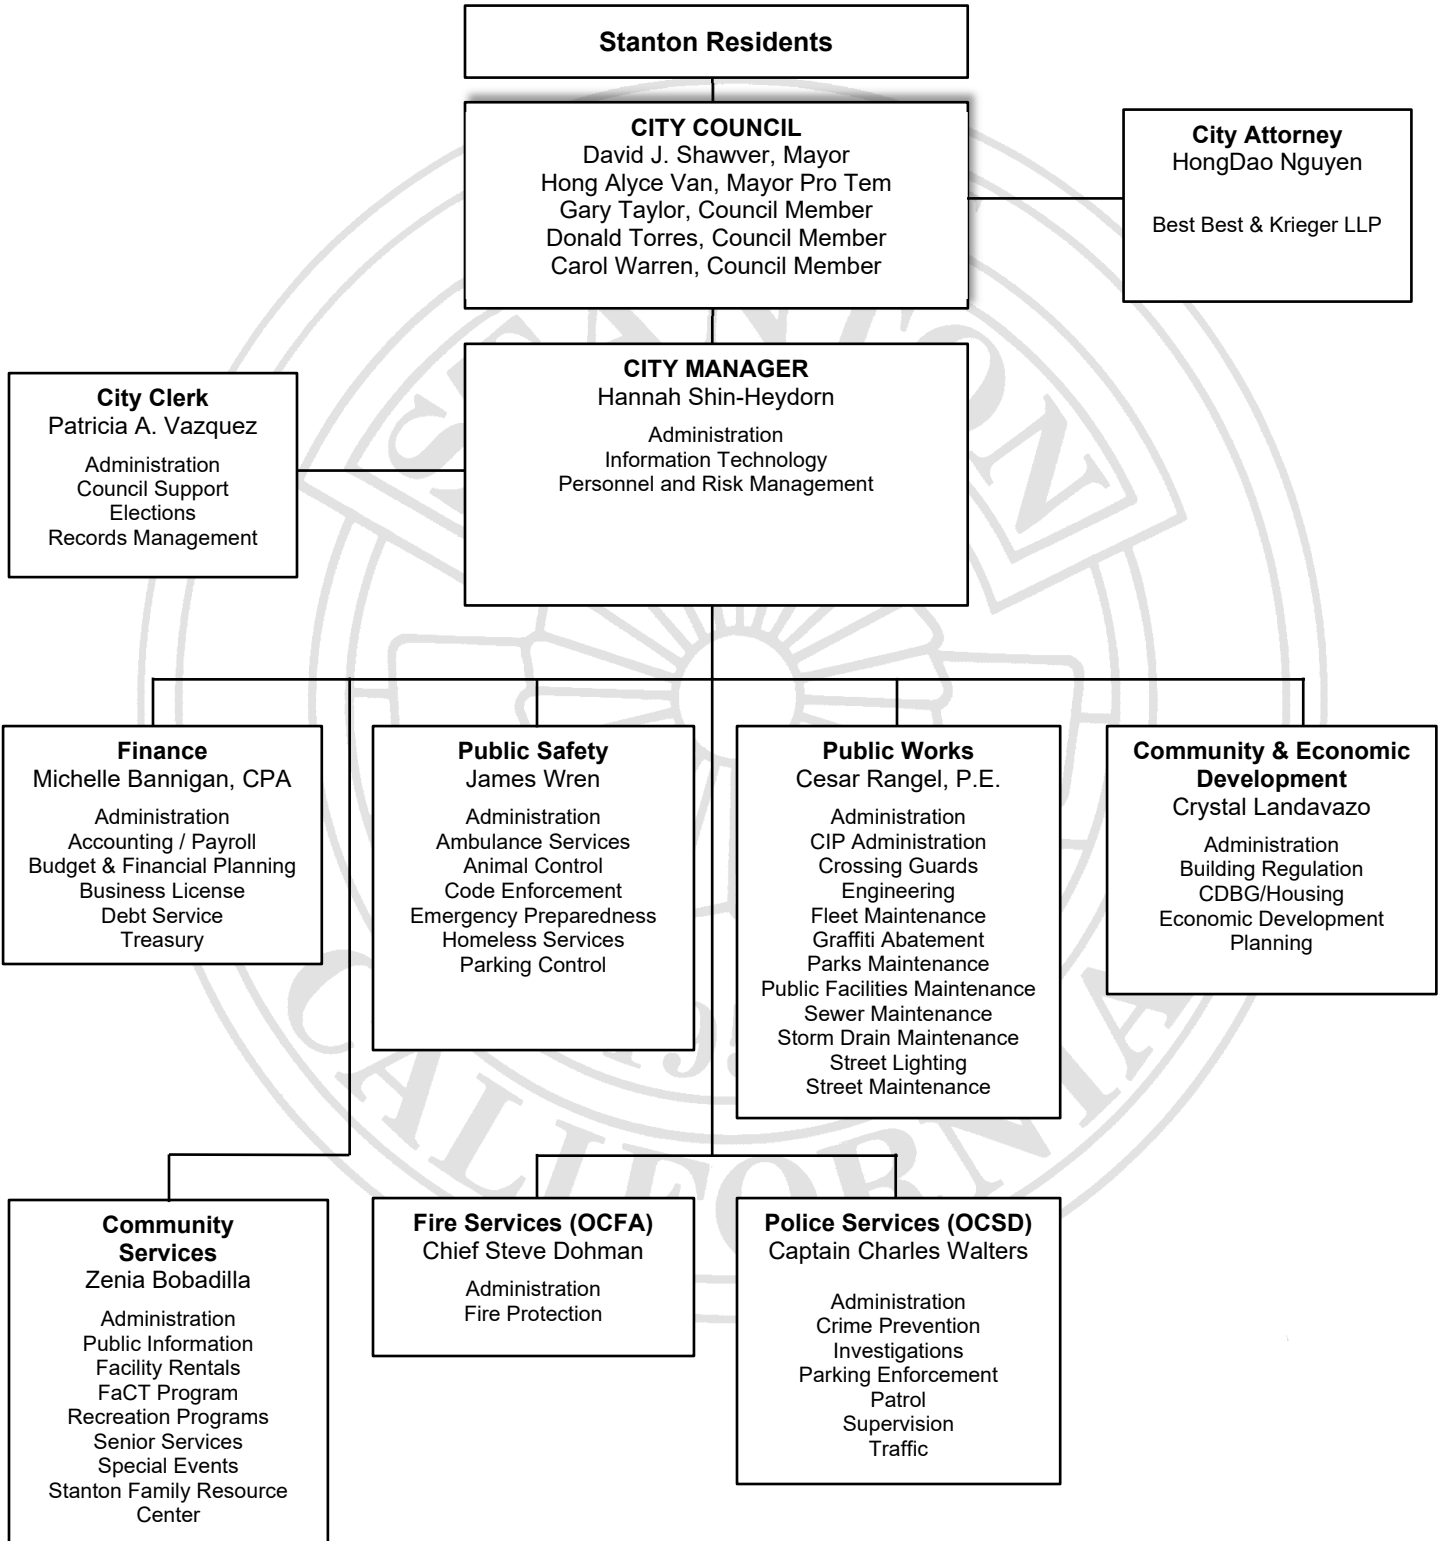 Stanton Residents
CITY COUNCIL
David J. Shawver, Mayor
Hong Alyce Van, Mayor Pro Tem
Gary Taylor, Council Member
Donald Torres, Council Member
Carol Warren, Council Member
City Attorney
HongDao Nguyen
Best Best & Krieger LLP
CITY MANAGER
Hannah Shin-Heydorn
Administration
Information Technology
Personnel and Risk Management
City Clerk
Patricia A. Vazquez
Administration
Council Support
Elections
Records Management
Finance
Michelle Bannigan, CPA
Administration
Accounting / Payroll
Budget & Financial Planning
Business License
Debt Service
Treasury
Public Safety
James Wren
Administration
Ambulance Services
Animal Control
Code Enforcement
Emergency Preparedness
Homeless Services
Parking Control
Public Works
Cesar Rangel, P.E.
Administration
CIP Administration
Crossing Guards
Engineering
Fleet Maintenance
Graffiti Abatement
Parks Maintenance
Public Facilities Maintenance
Sewer Maintenance
Storm Drain Maintenance
Street Lighting
Street Maintenance
Community & Economic
Development
Crystal Landavazo
Administration
Building Regulation
CDBG/Housing
Economic Development
Planning
Community
Services
Zenia Bobadilla
Administration
Public Information
Facility Rentals
FaCT Program
Recreation Programs
Senior Services
Special Events
Stanton Family Resource
Center
Fire Services (OCFA)
Chief Steve Dohman
Administration
Fire Protection
Police Services (OCSD)
Captain Charles Walters
Administration
Crime Prevention
Investigations
Parking Enforcement
Patrol
Supervision
Traffic
STANTON
CALIFORNIA